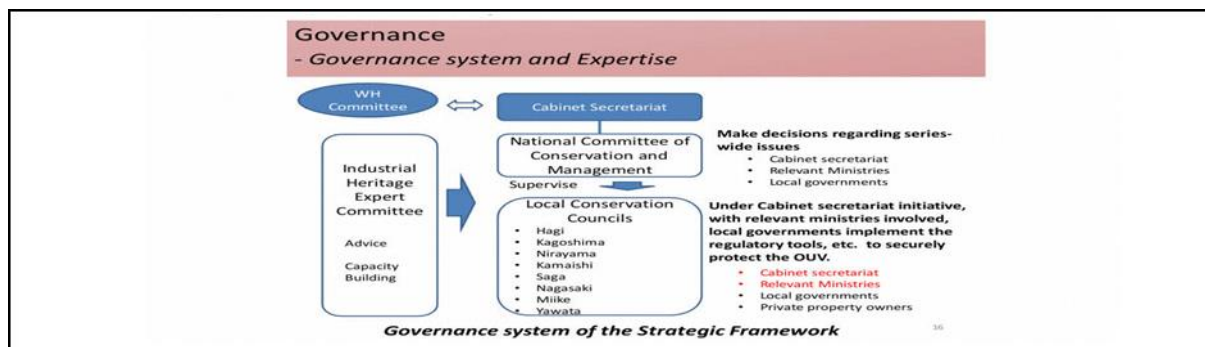 Governance
- Governance system and Expertise
WH
Committee
Cabinet Secretariat
Industrial
Heritage
Expert
Committee
Advice
Capacity
Building
National Committee of
Conservation and
Management
Supervise
Local Conservation
Councils
• Hagi
• Kagoshima
• Nirayama
• Kamaishi
• Saga
• Nagasaki
• Miike
• Yawata
Make decisions regarding series-
wide issues
• Cabinet secretariat
• Relevant Ministries
• Local governments
Under Cabinet secretariat initiative,
with relevant ministries involved,
local governments implement the
regulatory tools, etc. to securely
protect the OUV.
• Cabinet secretariat
• Relevant Ministries
• Local governments
• Private property owners
Governance system of the Strategic Framework
16